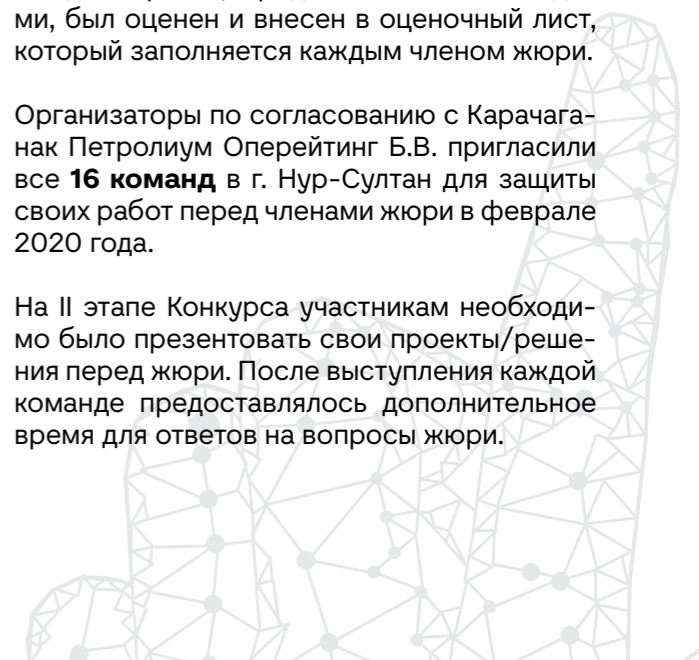 ми, был оценен и внесен в оценочный лист,
который заполняется каждым членом жюри.
Организаторы по согласованию с Карачага-
нак Петролиум Оперейтинг Б.В. пригласили
все 16 команд в г. Нур-Султан для защиты
своих работ перед членами жюри в феврале
2020 года.
На II этапе Конкурса участникам необходи-
мо было презентовать свои проекты/реше-
ния перед жюри. После выступления каждой
команде предоставлялось дополнительное
время для ответов на вопросы жюри.